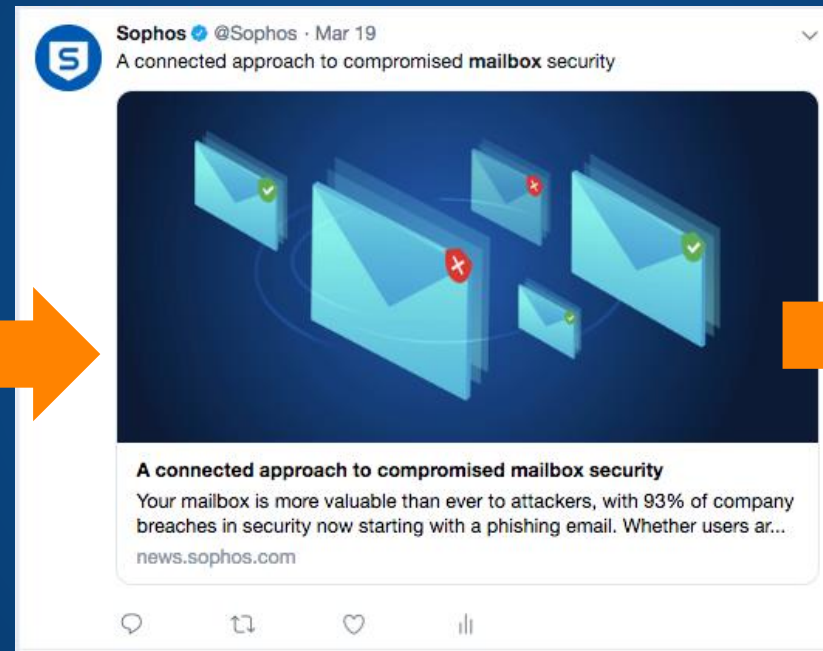 Sophos @Sophos · Mar 19
A connected approach to compromised mailbox security
A connected approach to compromised mailbox security
Your mailbox is more valuable than ever to attackers, with 93% of company
breaches in security now starting with a phishing email. Whether users ar...
news.sophos.com